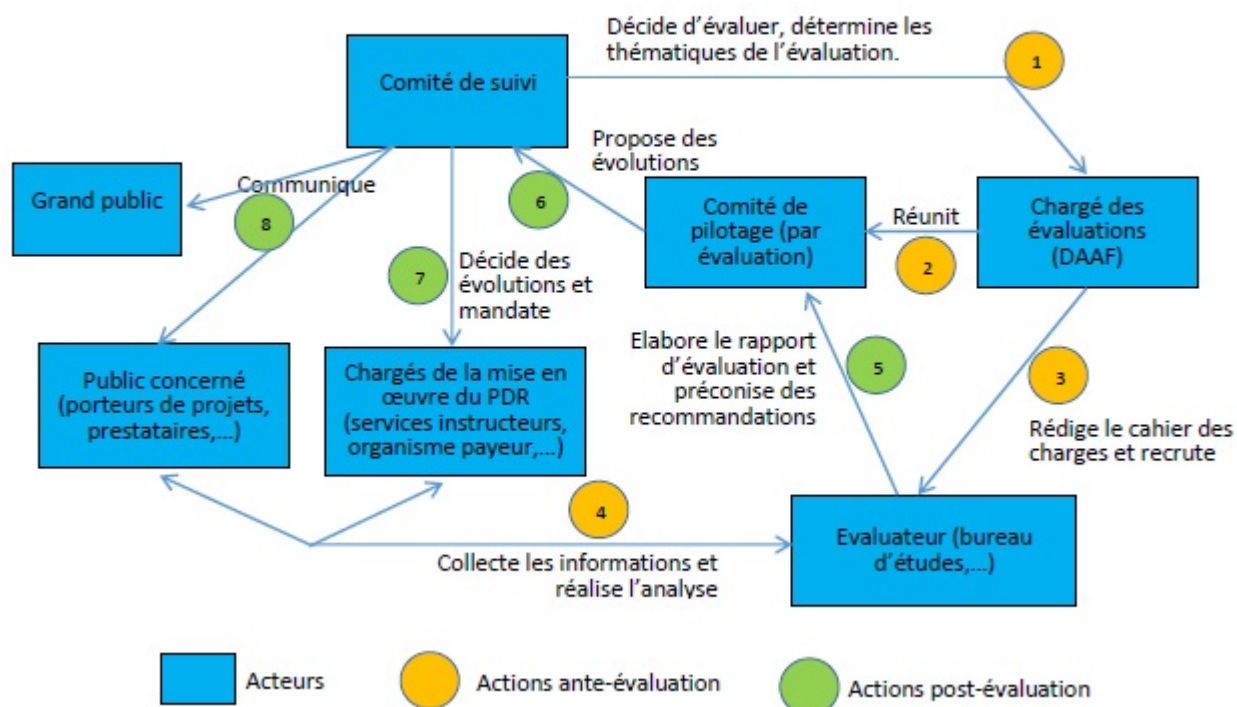 Décide d'évaluer, détermine les
thématiques de l'évaluation.
1
Comité de suivi
Propose des
évolutions
Grand public
Communique
8
6
Comité de
pilotage (par
évaluation)
Réunit
2
Chargé des
évaluations
(DAAF)
7
Décide des
évolutions et
mandate
Elabore le rapport
d'évaluation et
préconise des
recommandations
5
3
Rédige le cahier des
charges et recrute
Public concerné
(porteurs de projets,
prestataires,...)
Chargés de la mise en
œuvre du PDR
(services instructeurs,
organisme payeur,...)
4
Collecte les informations et
réalise l'analyse
Evaluateur (bureau
d'études,...)
Acteurs
Actions ante-évaluation
Actions post-évaluation